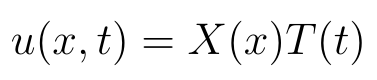 u(x, t) = X(x)T(t)